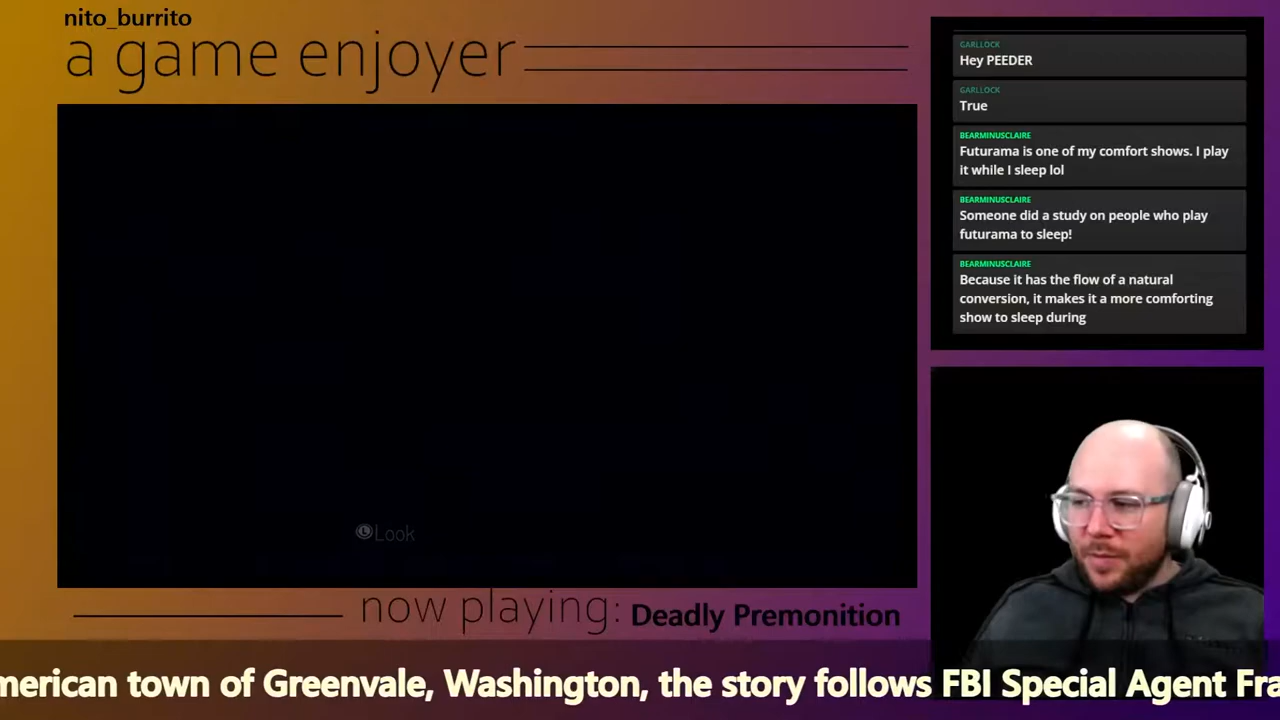 nito_burrito
a game enjoyer
GARLLOCK
Hey PEEDER
GARLLOCK
True
BEARMINUSCLAIRE
Futurama is one of my comfort shows. I play
it while I sleep lol
BEARMINUSCLAIRE
Someone did a study on people who play
futurama to sleep!
BEARMINUSCLAIRE
Because it has the flow of a natural
conversion, it makes it a more comforting
show to sleep during
L Look
now playing: Deadly Premonition
merican town of Greenvale, Washington, the story follows FBI Special Agent Fra